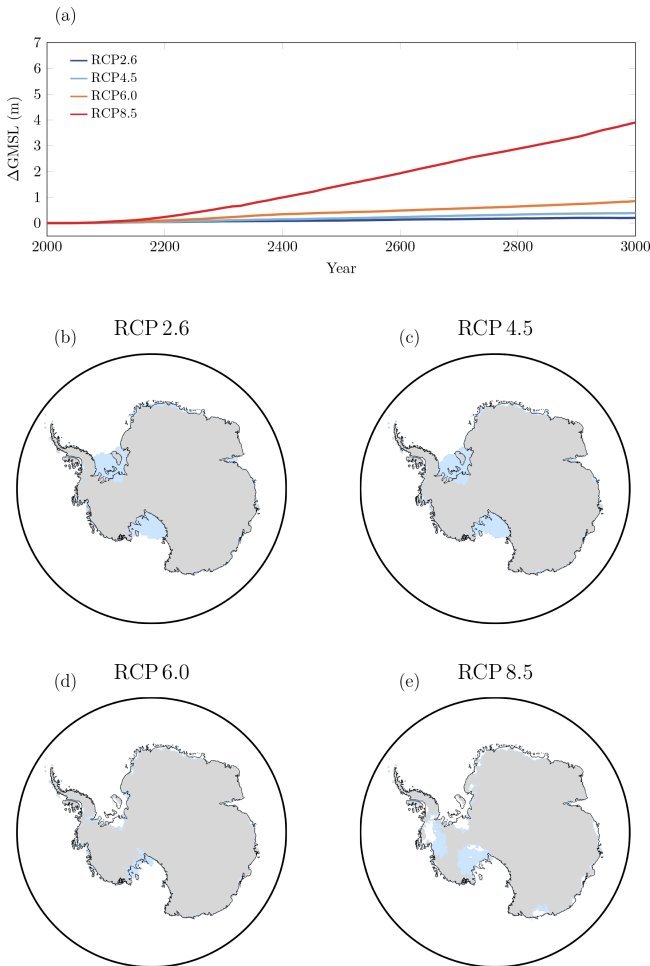 (a)
7
6
5
4
3
2
1
0
ΔGMSL (m)
RCP2.6
RCP4.5
RCP6.0
RCP8.5
2000 2200 2400 2600 2800 3000
Year
(b) RCP 2.6
(c) RCP 4.5
(d) RCP 6.0
(e) RCP 8.5